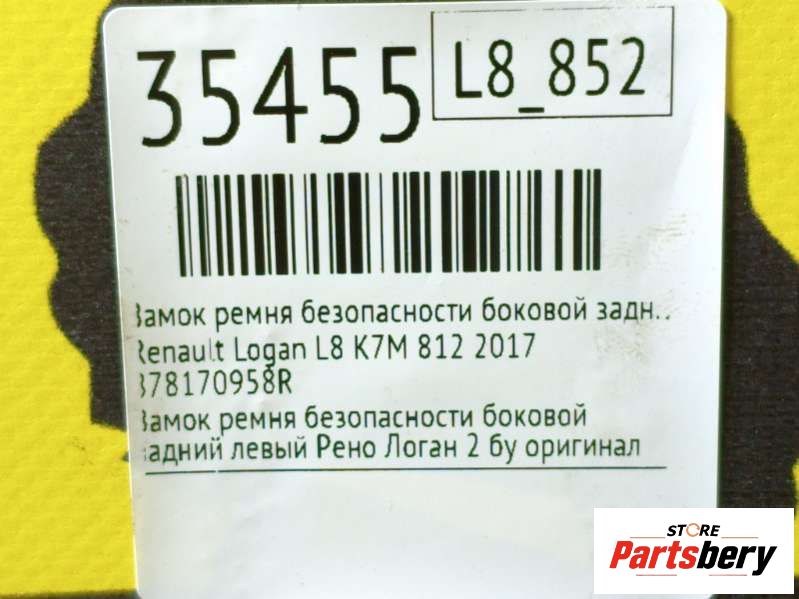 35455
L8_852
Замок ремня безопасности боковой задн..
Renault Logan L8 K7M 812 2017
878170958R
Замок ремня безопасности боковой
задний левый Рено Логан 2 бу оригинал
STORE
Partsbery